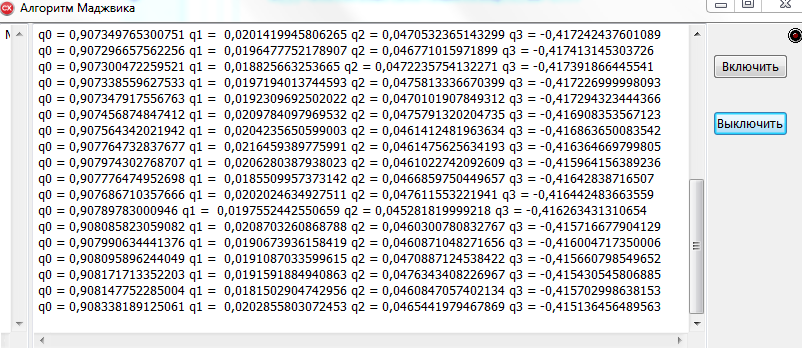 Алгоритм Маджвика
q0 = 0,907349765300751 q1 =  0,0201419945806265 q2 = 0,0470532365143299 q3 = -0,417242437601089
q0 = 0,907296657562256 q1 =  0,0196477752178907 q2 = 0,046771015971899 q3 = -0,417413145303726
q0 = 0,907300472259521 q1 =  0,0188256633253665 q2 = 0,0472235754132271 q3 = -0,417391866445541
q0 = 0,907338559627533 q1 =  0,0197194013744593 q2 = 0,0475813336670399 q3 = -0,417226999998093
q0 = 0,907347917556763 q1 =  0,0192309692502022 q2 = 0,0470101907849312 q3 = -0,417294323444366
q0 = 0,907456874847412 q1 =  0,0209784097969532 q2 = 0,0475791320204735 q3 = -0,416908353567123
q0 = 0,907564342021942 q1 =  0,0204235650599003 q2 = 0,0461412481963634 q3 = -0,416863650083542
q0 = 0,907764732837677 q1 =  0,0216459389775991 q2 = 0,0461475625634193 q3 = -0,416364669799805
q0 = 0,907974302768707 q1 =  0,0206280387938023 q2 = 0,0461022742092609 q3 = -0,415964156389236
q0 = 0,907776474952698 q1 =  0,0185509957373142 q2 = 0,0466859750449657 q3 = -0,41642838716507
q0 = 0,907686710357666 q1 =  0,0202024634927511 q2 = 0,047611553221941 q3 = -0,416442483663559
q0 = 0,90789783000946 q1 =  0,0197552442550659 q2 = 0,045281819999218 q3 = -0,416263431310654
q0 = 0,908085823059082 q1 =  0,0208703260868788 q2 = 0,0460300780832767 q3 = -0,415716677904129
q0 = 0,907990634441376 q1 =  0,0190673936158419 q2 = 0,0460871048271656 q3 = -0,416004717350006
q0 = 0,908095896244049 q1 =  0,0191087033599615 q2 = 0,0470887124538422 q3 = -0,415660798549652
q0 = 0,908171713352203 q1 =  0,0191591884940863 q2 = 0,0476343408226967 q3 = -0,415430545806885
q0 = 0,908147752285004 q1 =  0,0181502904742956 q2 = 0,0460847057402134 q3 = -0,415702998638153
q0 = 0,908338189125061 q1 =  0,0202855803072453 q2 = 0,0465441979467869 q3 = -0,415136456489563
Включить
Выключить